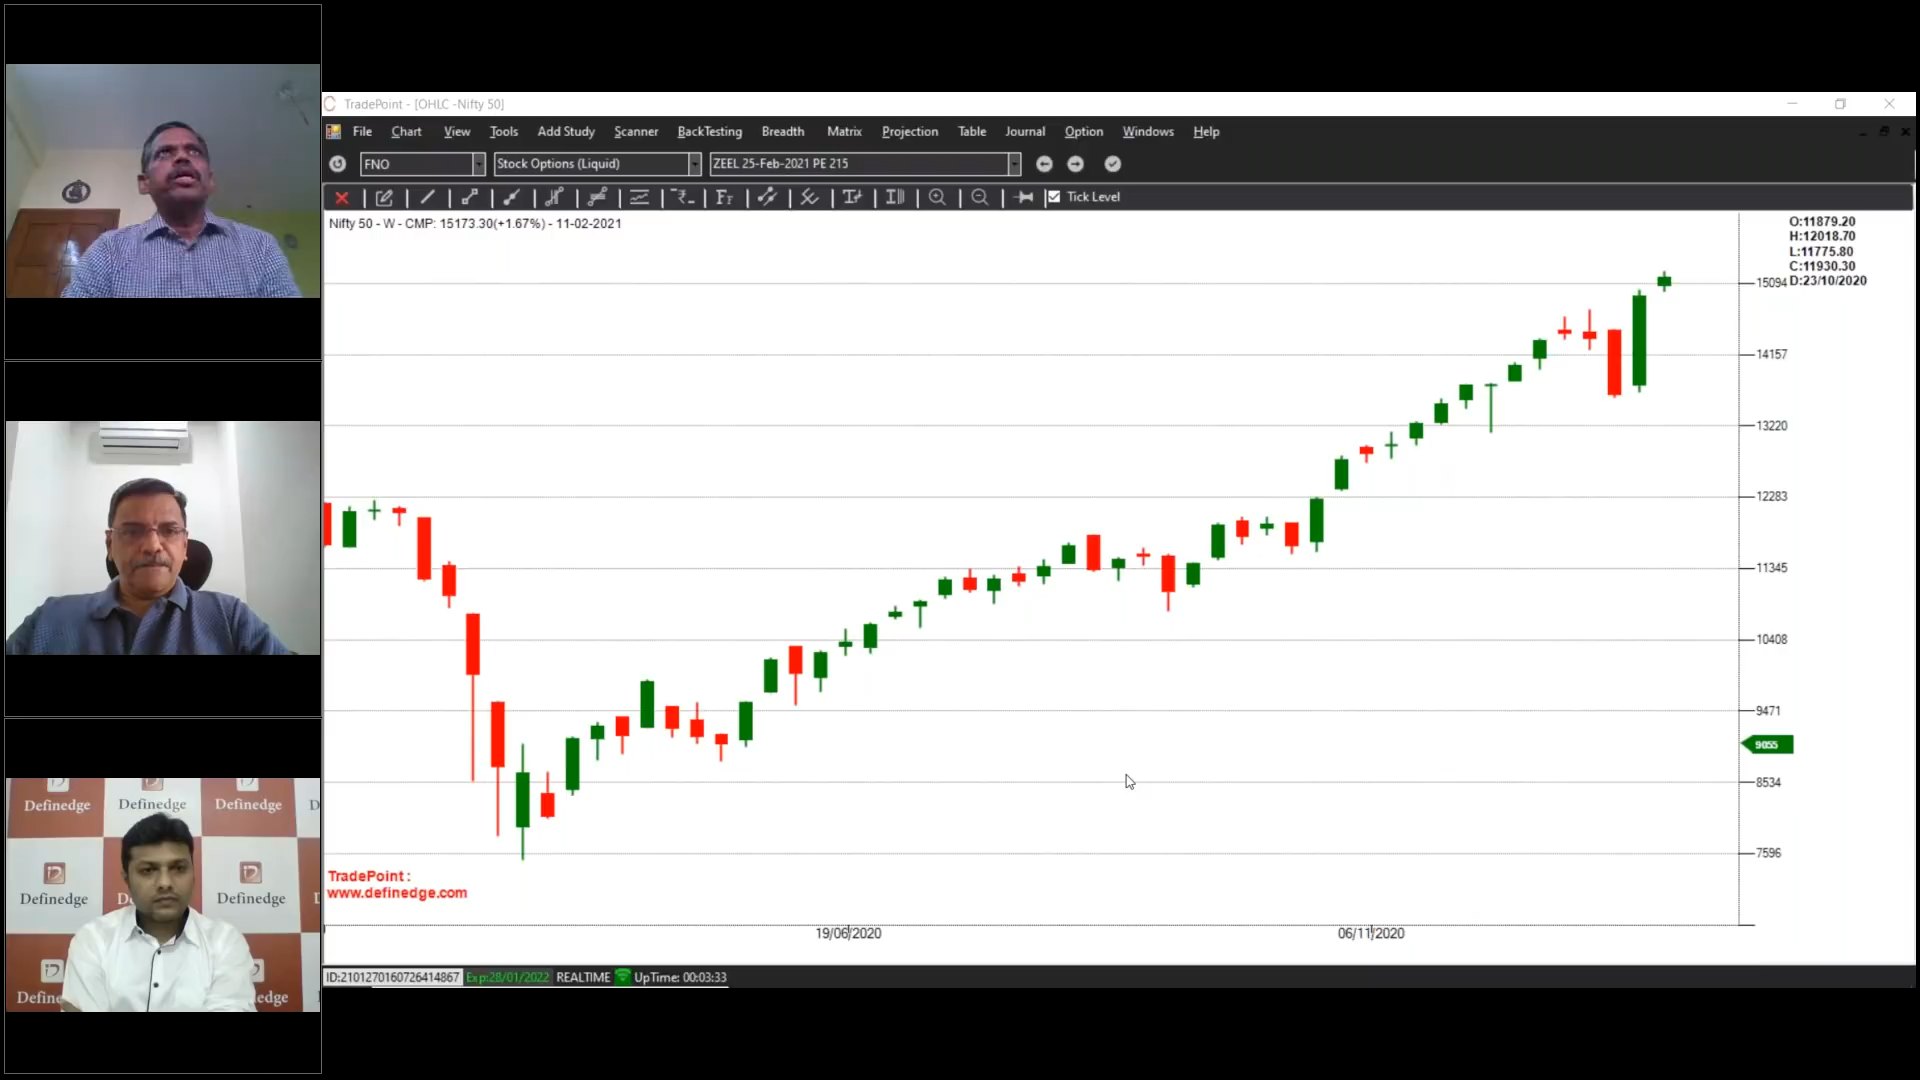 TradePoint - [OHLC -Nifty 50]
File Chart View Tools Add Study Scanner BackTesting Breadth Matrix Projection Table Journal Option Windows Help
FNO Stock Options (Liquid) ZEEL 25-Feb-2021 PE 215
Tick Level
Nifty 50 - W - CMP: 15173.30(+1.67%) - 11-02-2021
O:11879.20
H:12018.70
L:11775.80
C:11930.30
D:23/10/2020
15094
14157
13220
12283
11345
10408
9471
9055
8534
7596
TradePoint :
www.definedge.com
19/06/2020 06/11/2020
ID:2101270160726414867 Exp:28/01/2022 REALTIME UpTime: 00:03:33
Definedge Definedge Definedge D
Definedge D Definedge
Define edge